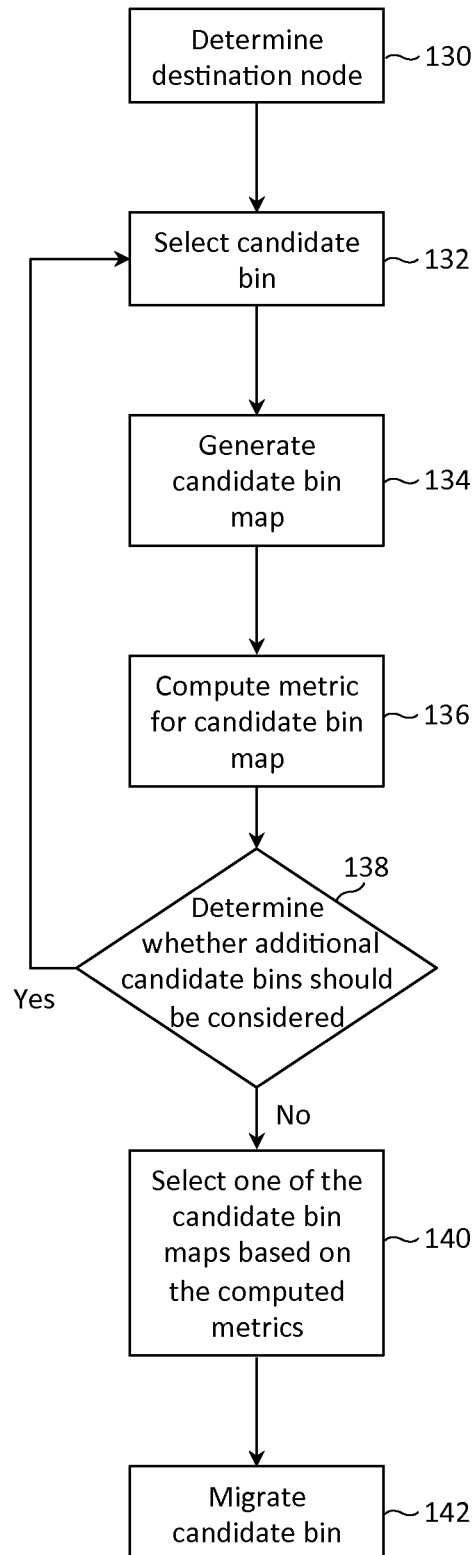 Determine
destination node
130
Select candidate
bin
132
Generate
candidate bin
map
134
Compute metric
for candidate bin
map
136
138
Determine
whether additional
candidate bins should
be considered
Yes
No
Select one of the
candidate bin
maps based on
the computed
metrics
140
Migrate
candidate bin
142